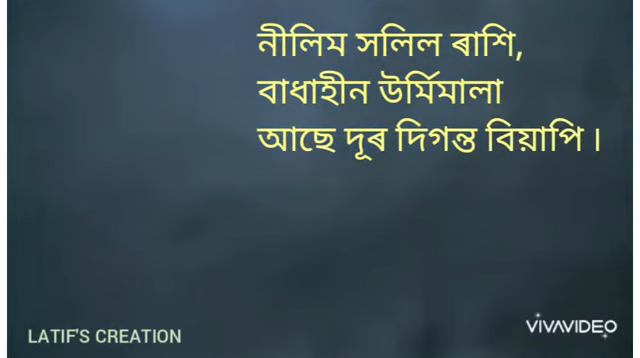 নীলিম সলিল ৰাশি,
বাধাহীন উৰ্মিমালা
আছে দূৰ দিগন্ত বিয়াপি ৷
LATIF'S CREATION
VIVAVIDEO